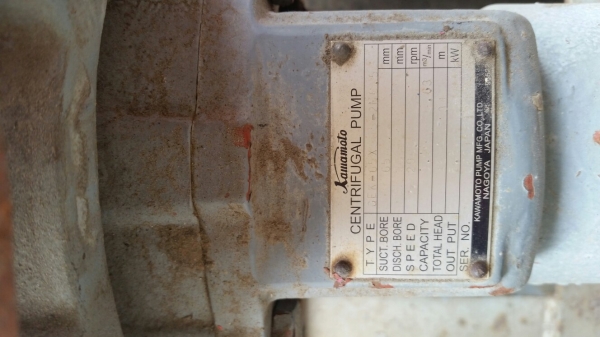 Kawamoto
CENTRIFUGAL PUMP
TYPE
SUCT. BORE mm
DISCH. BORE mm
SPEED rpm
CAPACITY m3/min
TOTAL HEAD m
OUT PUT kW
SER. NO.
KAWAMOTO PUMP MFG. CO., LTD.
NAGOYA JAPAN